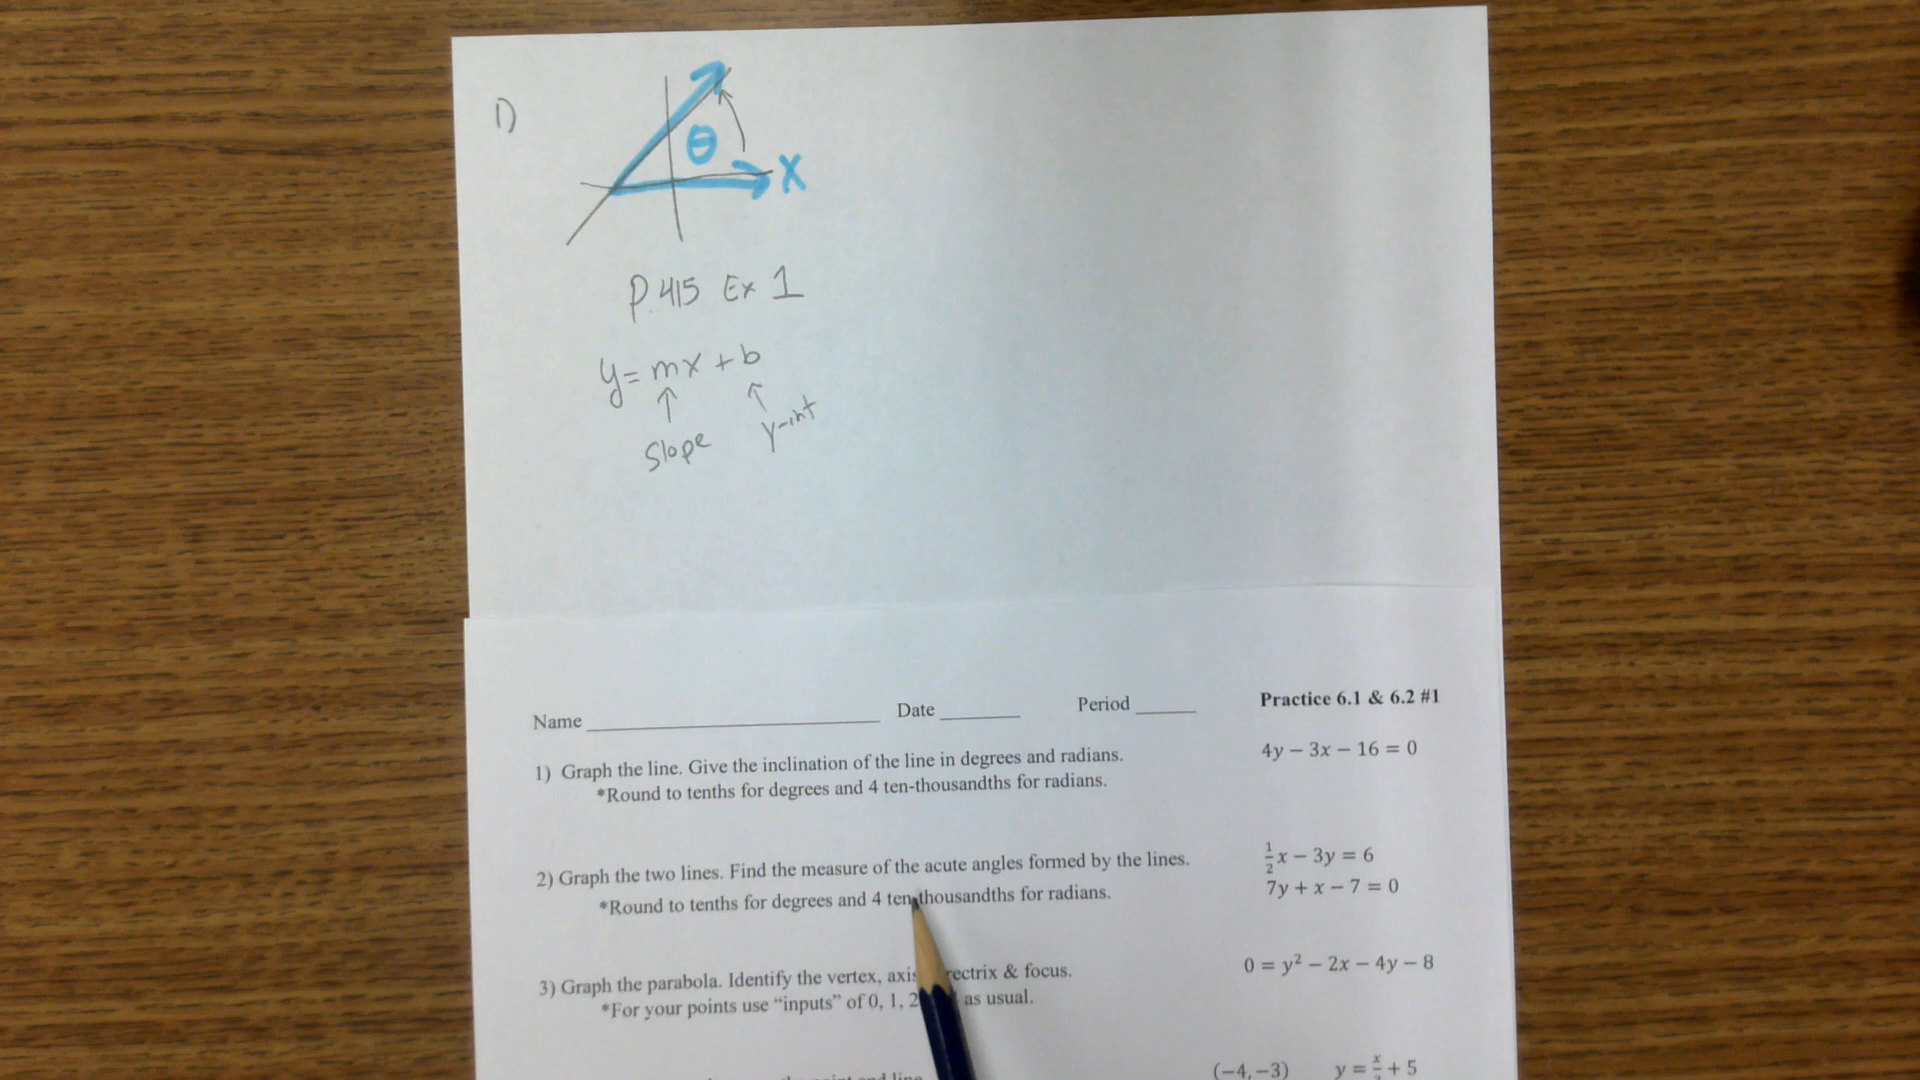 1)
θ
x
P.415 Ex 1
y = mx + b
slope
y-int
Name Date Period Practice 6.1 & 6.2 #1
1) Graph the line. Give the inclination of the line in degrees and radians. 4y − 3x − 16 = 0
*Round to tenths for degrees and 4 ten-thousandths for radians.
2) Graph the two lines. Find the measure of the acute angles formed by the lines. 1/2 x − 3y = 6
7y + x − 7 = 0
*Round to tenths for degrees and 4 ten-thousandths for radians.
3) Graph the parabola. Identify the vertex, rectrix & focus. 0 = y² − 2x − 4y − 8
*For your points use “inputs” of 0, 1, 2 as usual.
and line (−4, −3)